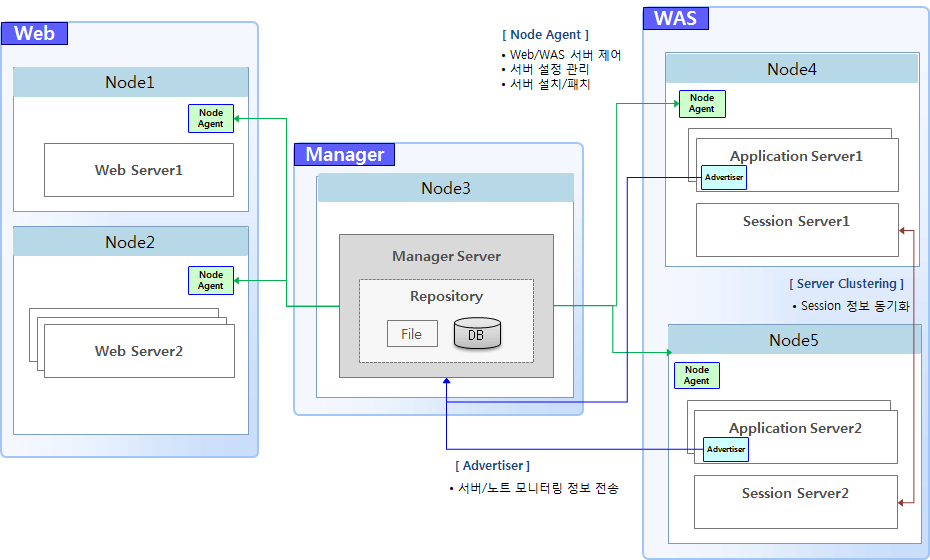 Web
Node1
Node
Agent
Web Server1
Node2
Node
Agent
Web Server2
Manager
Node3
Manager Server
Repository
File
DB
[ Node Agent ]
• Web/WAS 서버 제어
• 서버 설정 관리
• 서버 설치/패치
WAS
Node4
Node
Agent
Application Server1
Advertiser
Session Server1
[ Server Clustering ]
• Session 정보 동기화
Node5
Node
Agent
Application Server2
Advertiser
Session Server2
[ Advertiser ]
• 서버/노트 모니터링 정보 전송